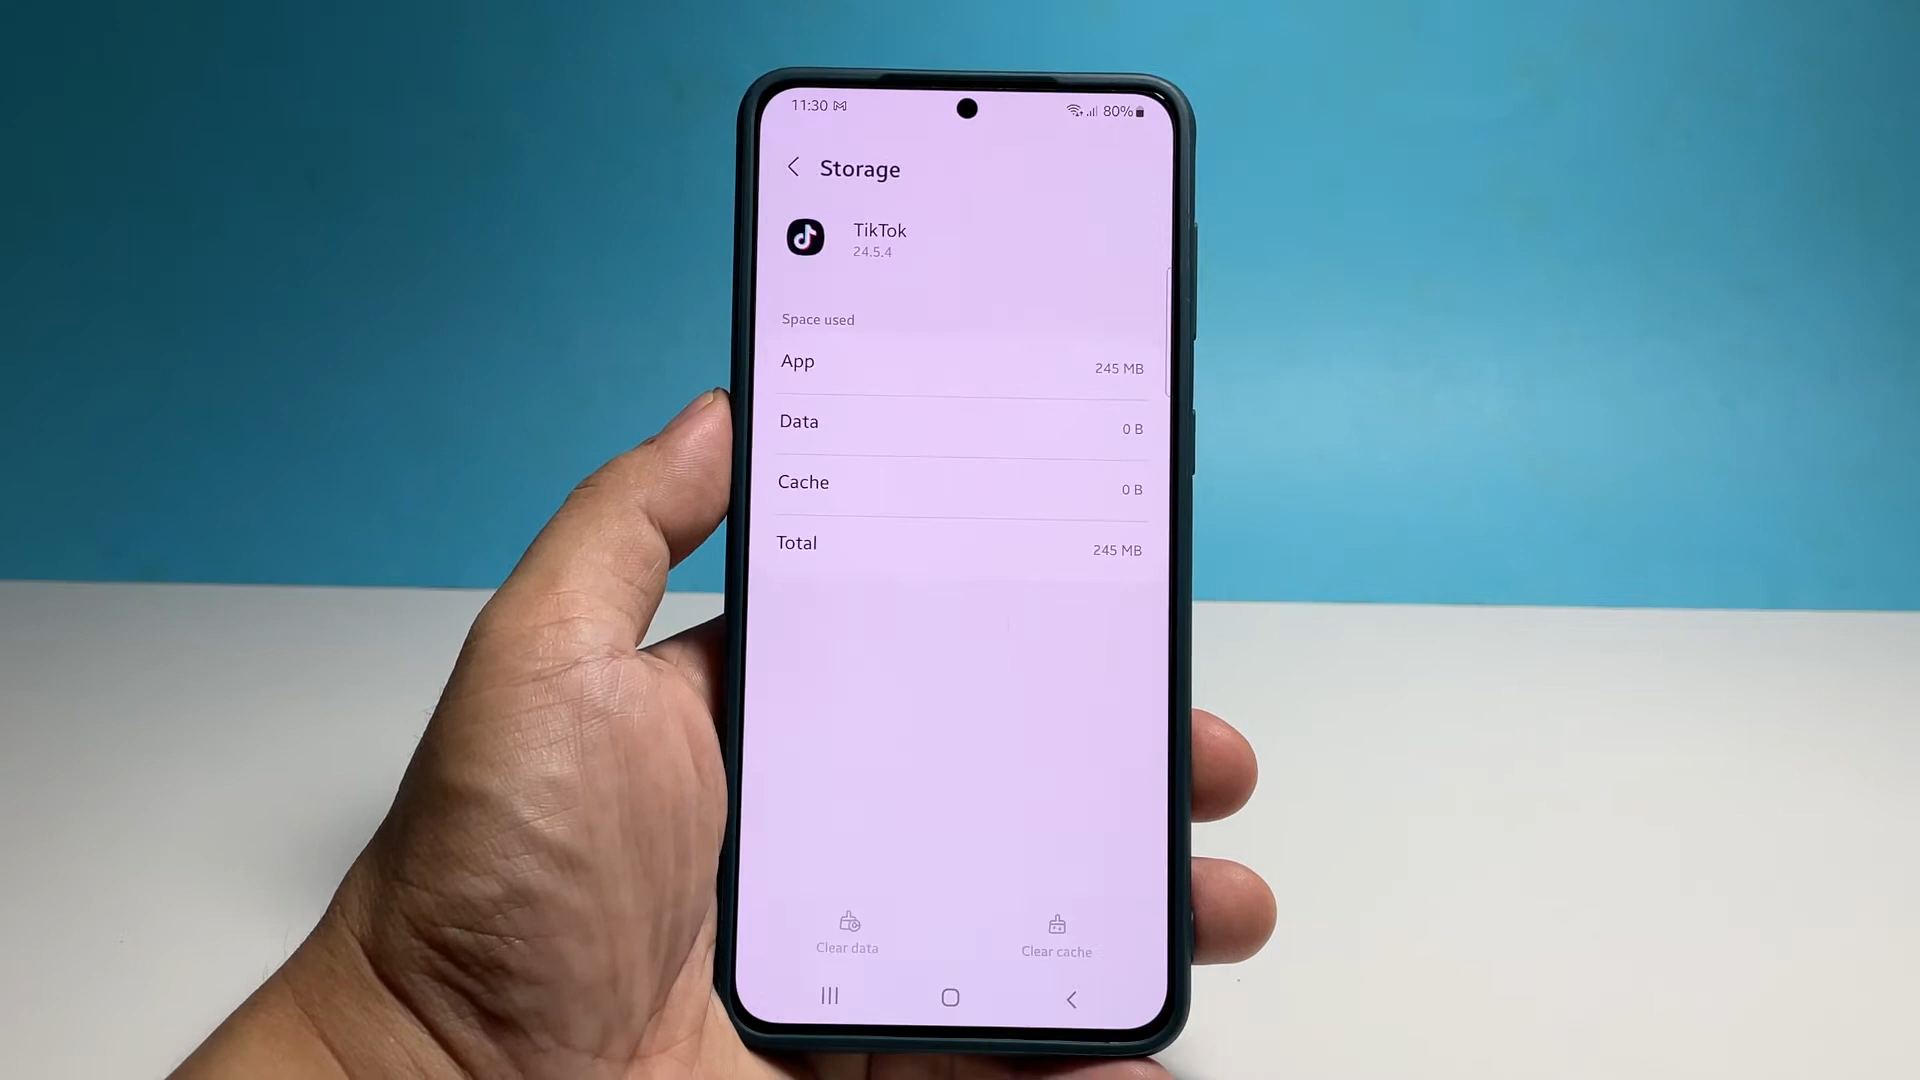 11:30
80%
Storage
TikTok
24.5.4
Space used
App 245 MB
Data 0 B
Cache 0 B
Total 245 MB
Clear data
Clear cache